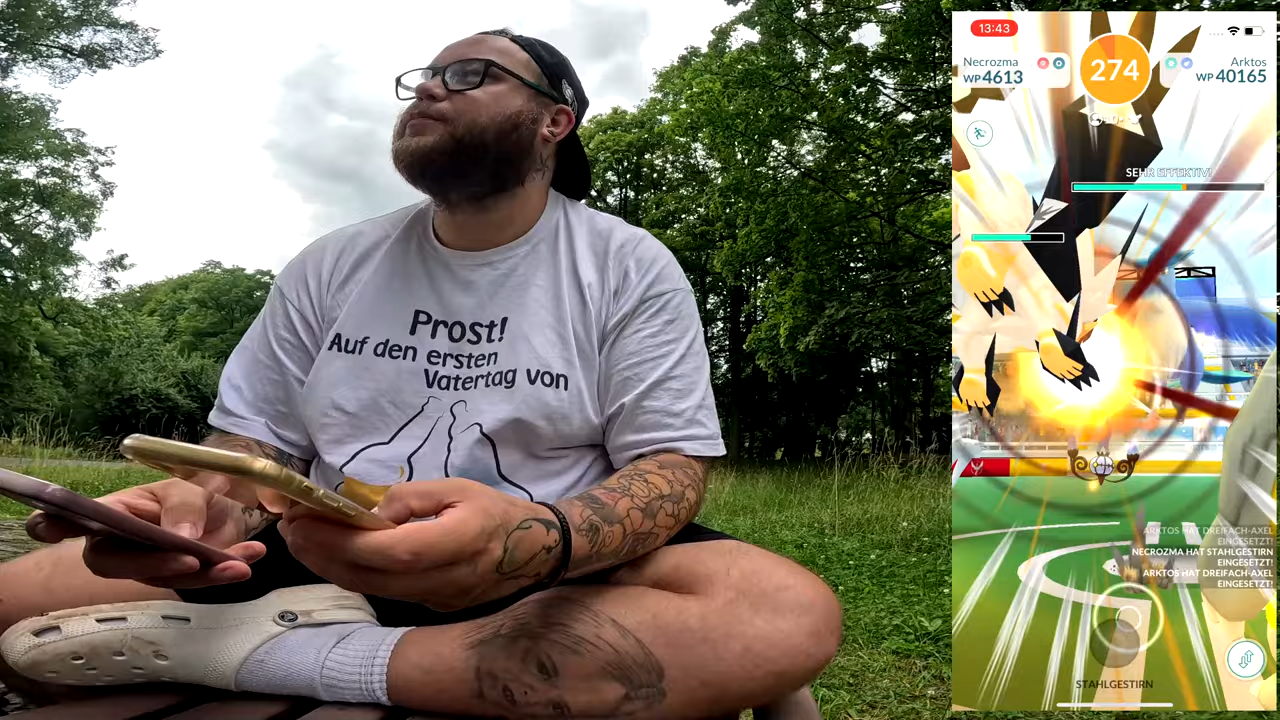 Prost!
Auf den ersten
Vatertag von
13:43
Necrozma
WP4613
274
Arktos
WP40165
SEHR EFFEKTIV!
ARKTOS HAT DREIFACH-AXEL
EINGESETZT!
NECROZMA HAT STAHLGESTIRN
EINGESETZT!
ARKTOS HAT DREIFACH-AXEL
EINGESETZT!
STAHLGESTIRN